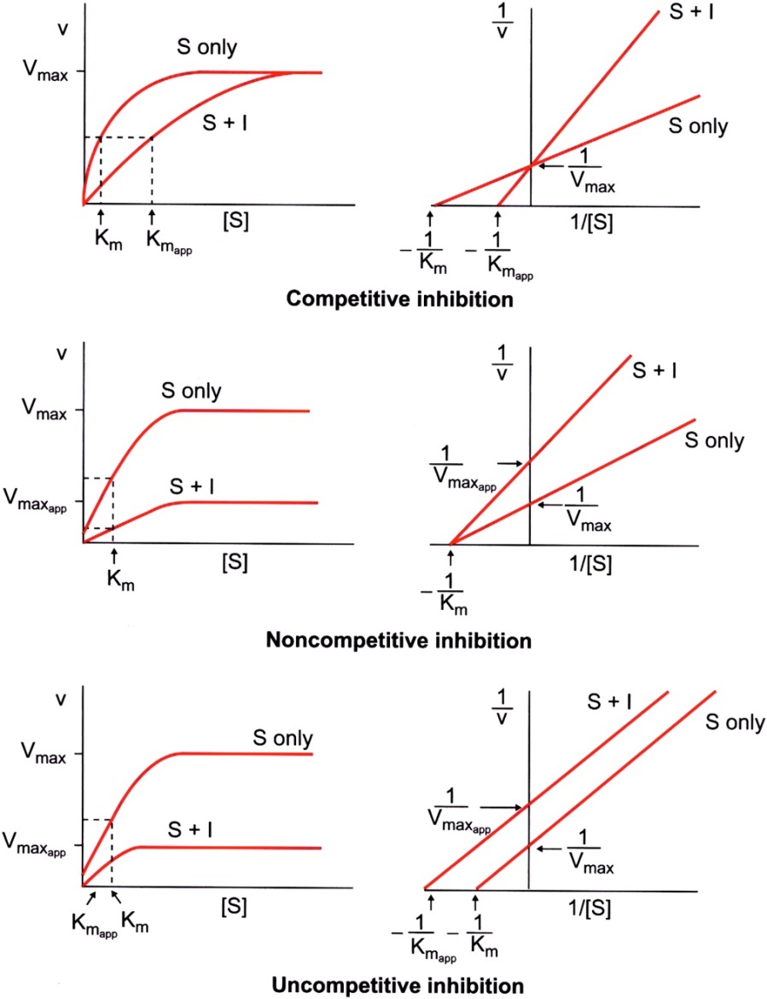 v
S only
Vmax
S + I
[S]
Km
Kmapp
1/v
S + I
S only
1/Vmax
1/[S]
- 1/Km
- 1/Kmapp
Competitive inhibition
v
S only
Vmax
S + I
Vmaxapp
[S]
Km
1/v
S + I
S only
1/Vmaxapp
1/Vmax
1/[S]
- 1/Km
Noncompetitive inhibition
v
S only
Vmax
S + I
Vmaxapp
[S]
Kmapp
Km
1/v
S + I
S only
1/Vmaxapp
1/Vmax
1/[S]
- 1/Kmapp
- 1/Km
Uncompetitive inhibition